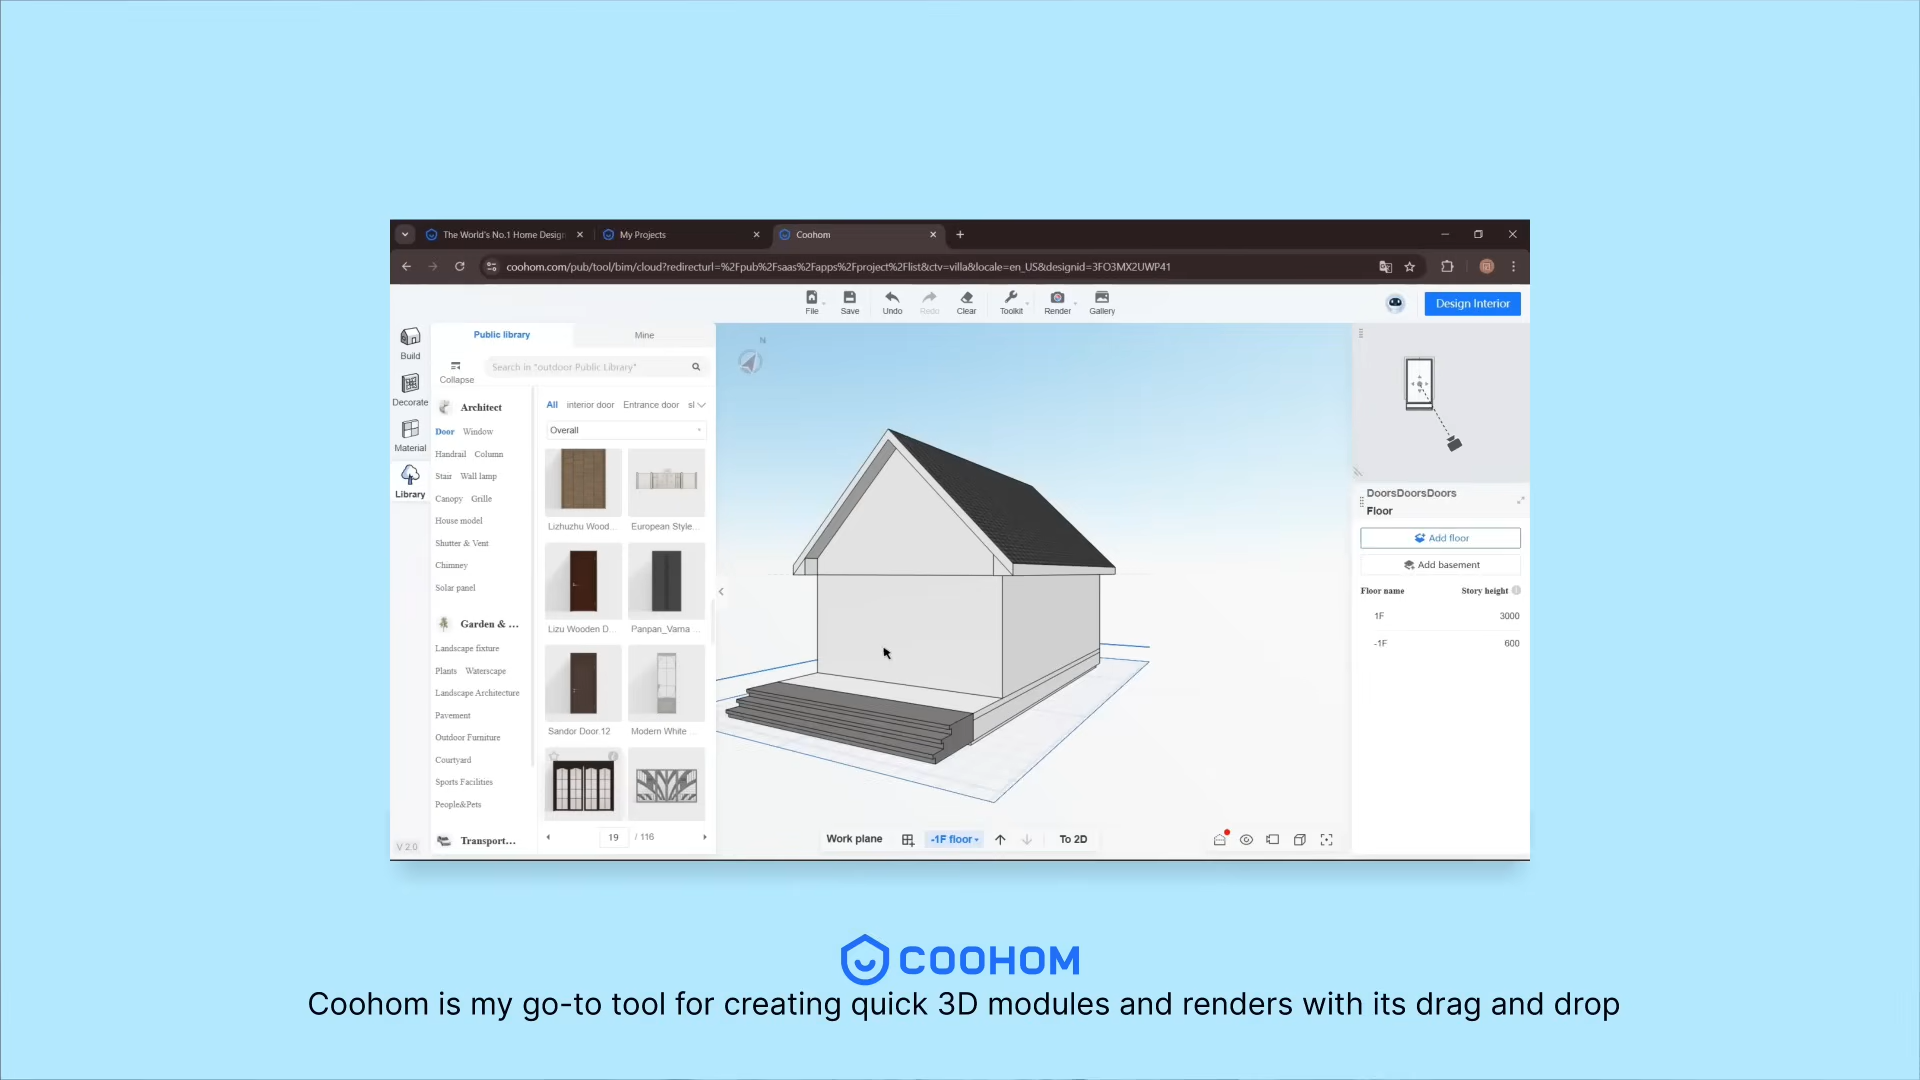 The World's No.1 Home Design
My Projects
Coohom
coohom.com/pub/tool/bim/cloud?redirecturl=%2Fpub%2Fsaas%2Fapps%2Fproject%2Flist&ctv=villa&locale=en_US&designid=3FO3MX2UWP41
File
Save
Undo
Redo
Clear
Toolkit
Render
Gallery
Design Interior
Build
Decorate
Material
Library
V 2.0
Public library
Mine
Collapse
Search in "outdoor Public Library"
Architect
Door Window
Handrail Column
Stair Wall lamp
Canopy Grille
House model
Shutter & Vent
Chimney
Solar panel
Garden & ...
Landscape fixture
Plants Waterscape
Landscape Architecture
Pavement
Outdoor Furniture
Courtyard
Sports Facilities
People&Pets
Transport...
All interior door Entrance door sl
Overall
Lizhuzhu Wood...
European Style...
Lizu Wooden D...
Panpan_Varna ...
Sandor Door 12
Modern White ...
19 / 116
N
Work plane
-1F floor
To 2D
DoorsDoorsDoors
Floor
Add floor
Add basement
Floor name Story height
1F 3000
-1F 600
COOHOM
Coohom is my go-to tool for creating quick 3D modules and renders with its drag and drop